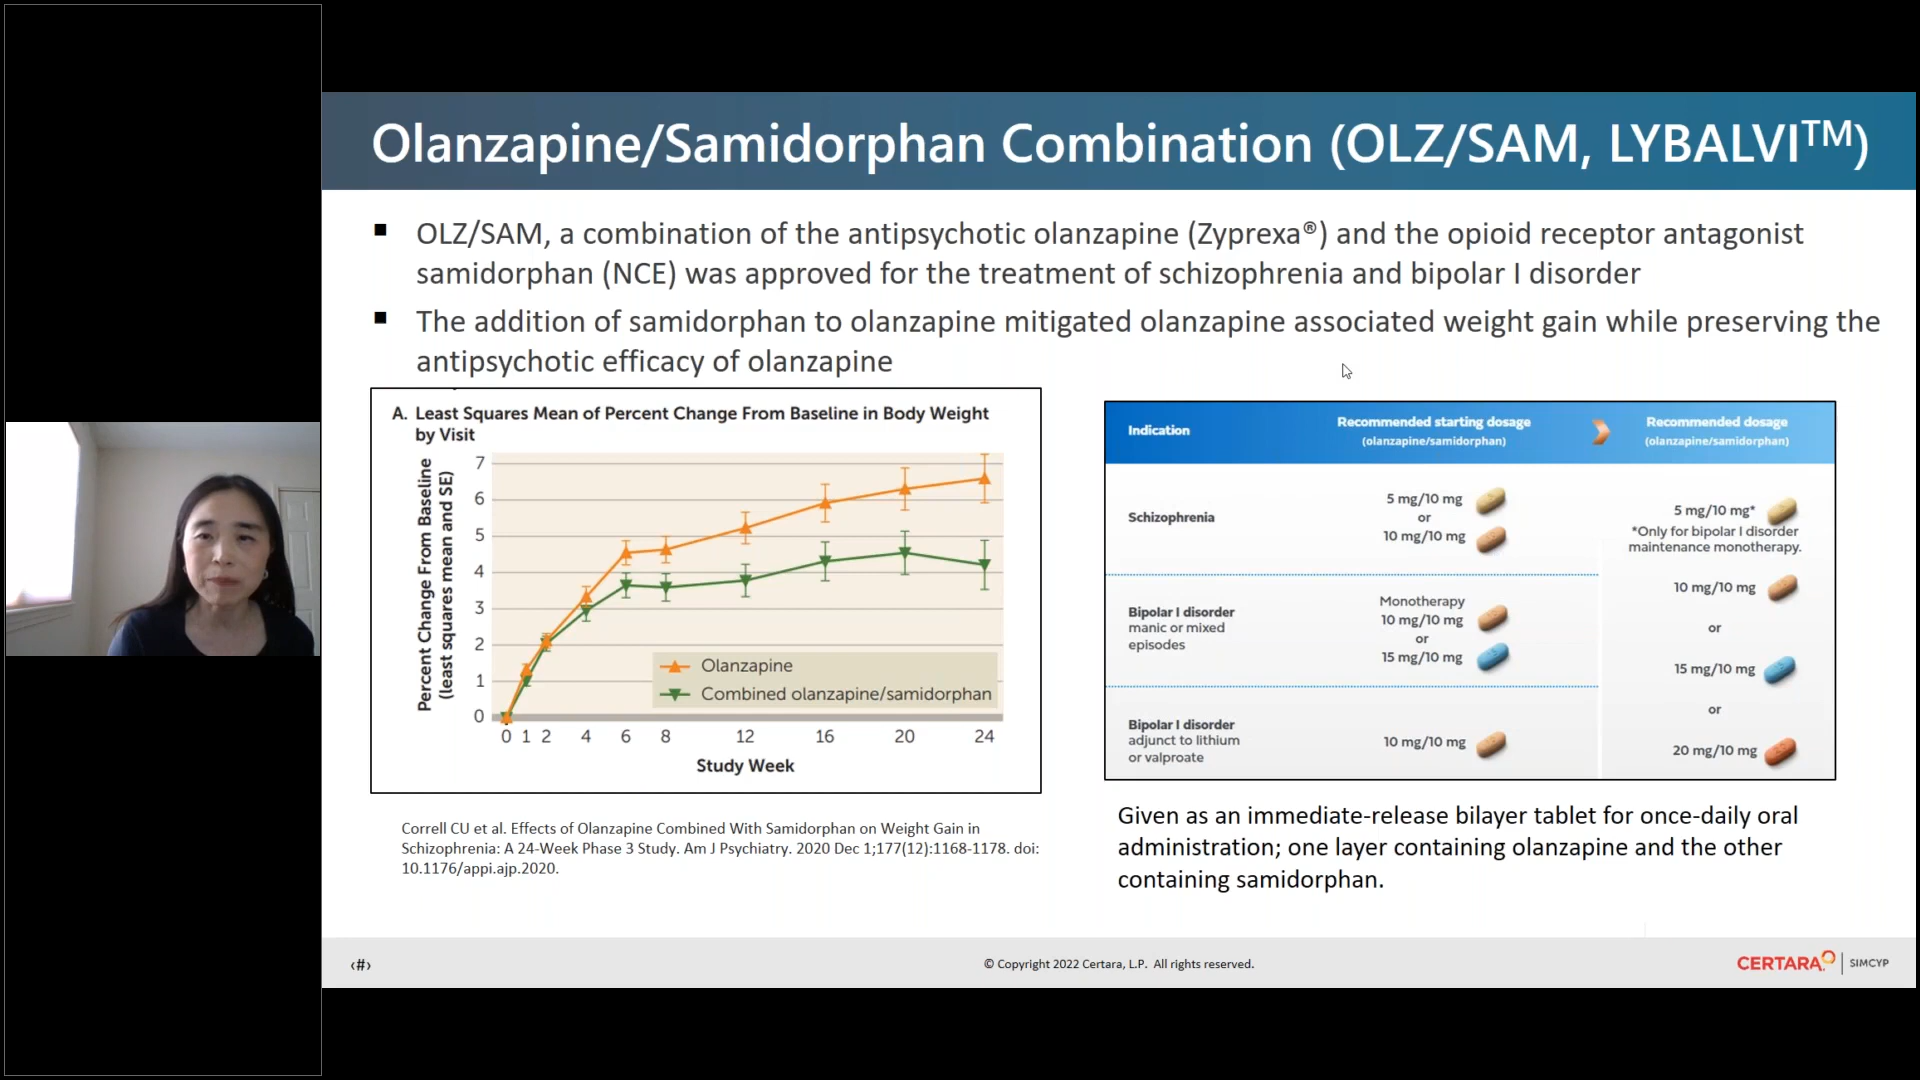 Olanzapine/Samidorphan Combination (OLZ/SAM, LYBALVI™)
■ OLZ/SAM, a combination of the antipsychotic olanzapine (Zyprexa®) and the opioid receptor antagonist
samidorphan (NCE) was approved for the treatment of schizophrenia and bipolar I disorder
■ The addition of samidorphan to olanzapine mitigated olanzapine associated weight gain while preserving the
antipsychotic efficacy of olanzapine
A. Least Squares Mean of Percent Change From Baseline in Body Weight
by Visit
Percent Change From Baseline
(least squares mean and SE)
7
6
5
4
3
2
1
0
Olanzapine
Combined olanzapine/samidorphan
0 1 2 4 6 8 12 16 20 24
Study Week
Correll CU et al. Effects of Olanzapine Combined With Samidorphan on Weight Gain in
Schizophrenia: A 24-Week Phase 3 Study. Am J Psychiatry. 2020 Dec 1;177(12):1168-1178. doi:
10.1176/appi.ajp.2020.
Indication
Recommended starting dosage
(olanzapine/samidorphan)
Recommended dosage
(olanzapine/samidorphan)
Schizophrenia
5 mg/10 mg
or
10 mg/10 mg
Bipolar I disorder
manic or mixed
episodes
Monotherapy
10 mg/10 mg
or
15 mg/10 mg
Bipolar I disorder
adjunct to lithium
or valproate
10 mg/10 mg
5 mg/10 mg*
*Only for bipolar I disorder
maintenance monotherapy.
10 mg/10 mg
or
15 mg/10 mg
or
20 mg/10 mg
Given as an immediate-release bilayer tablet for once-daily oral
administration; one layer containing olanzapine and the other
containing samidorphan.
‹#›
© Copyright 2022 Certara, L.P. All rights reserved.
CERTARA | SIMCYP